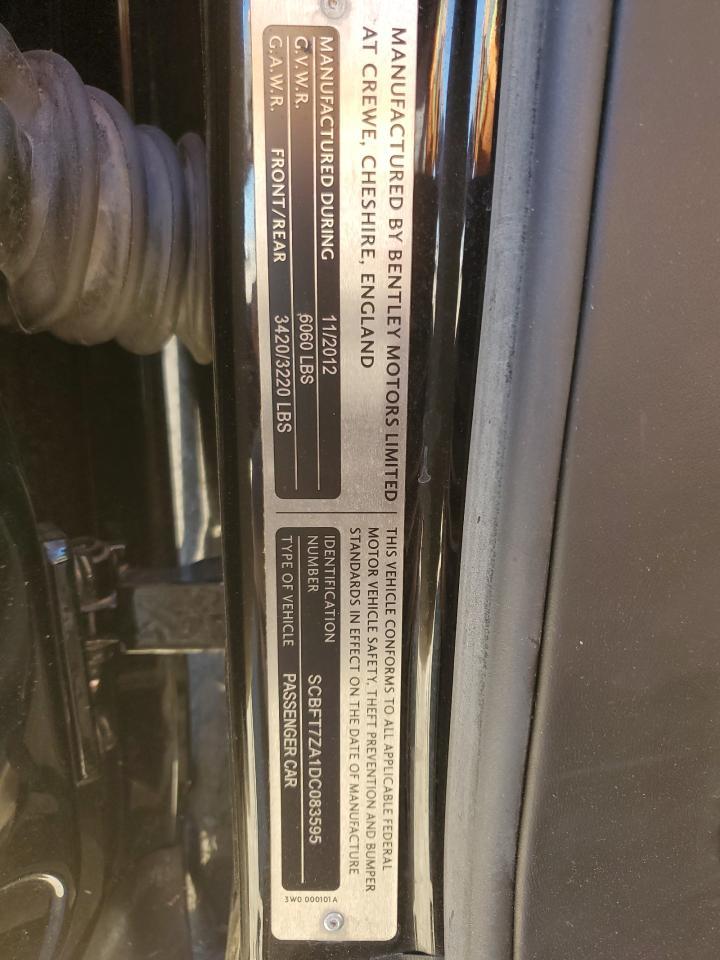 MANUFACTURED BY BENTLEY MOTORS LIMITED
AT CREWE, CHESHIRE, ENGLAND
MANUFACTURED DURING 11/2012
G.V.W.R. 6060 LBS
G.A.W.R. FRONT/REAR 3420/3220 LBS
THIS VEHICLE CONFORMS TO ALL APPLICABLE FEDERAL
MOTOR VEHICLE SAFETY, THEFT PREVENTION AND BUMPER
STANDARDS IN EFFECT ON THE DATE OF MANUFACTURE
IDENTIFICATION
NUMBER SCBFT7ZA1DC083595
TYPE OF VEHICLE PASSENGER CAR
3W0 000101 A